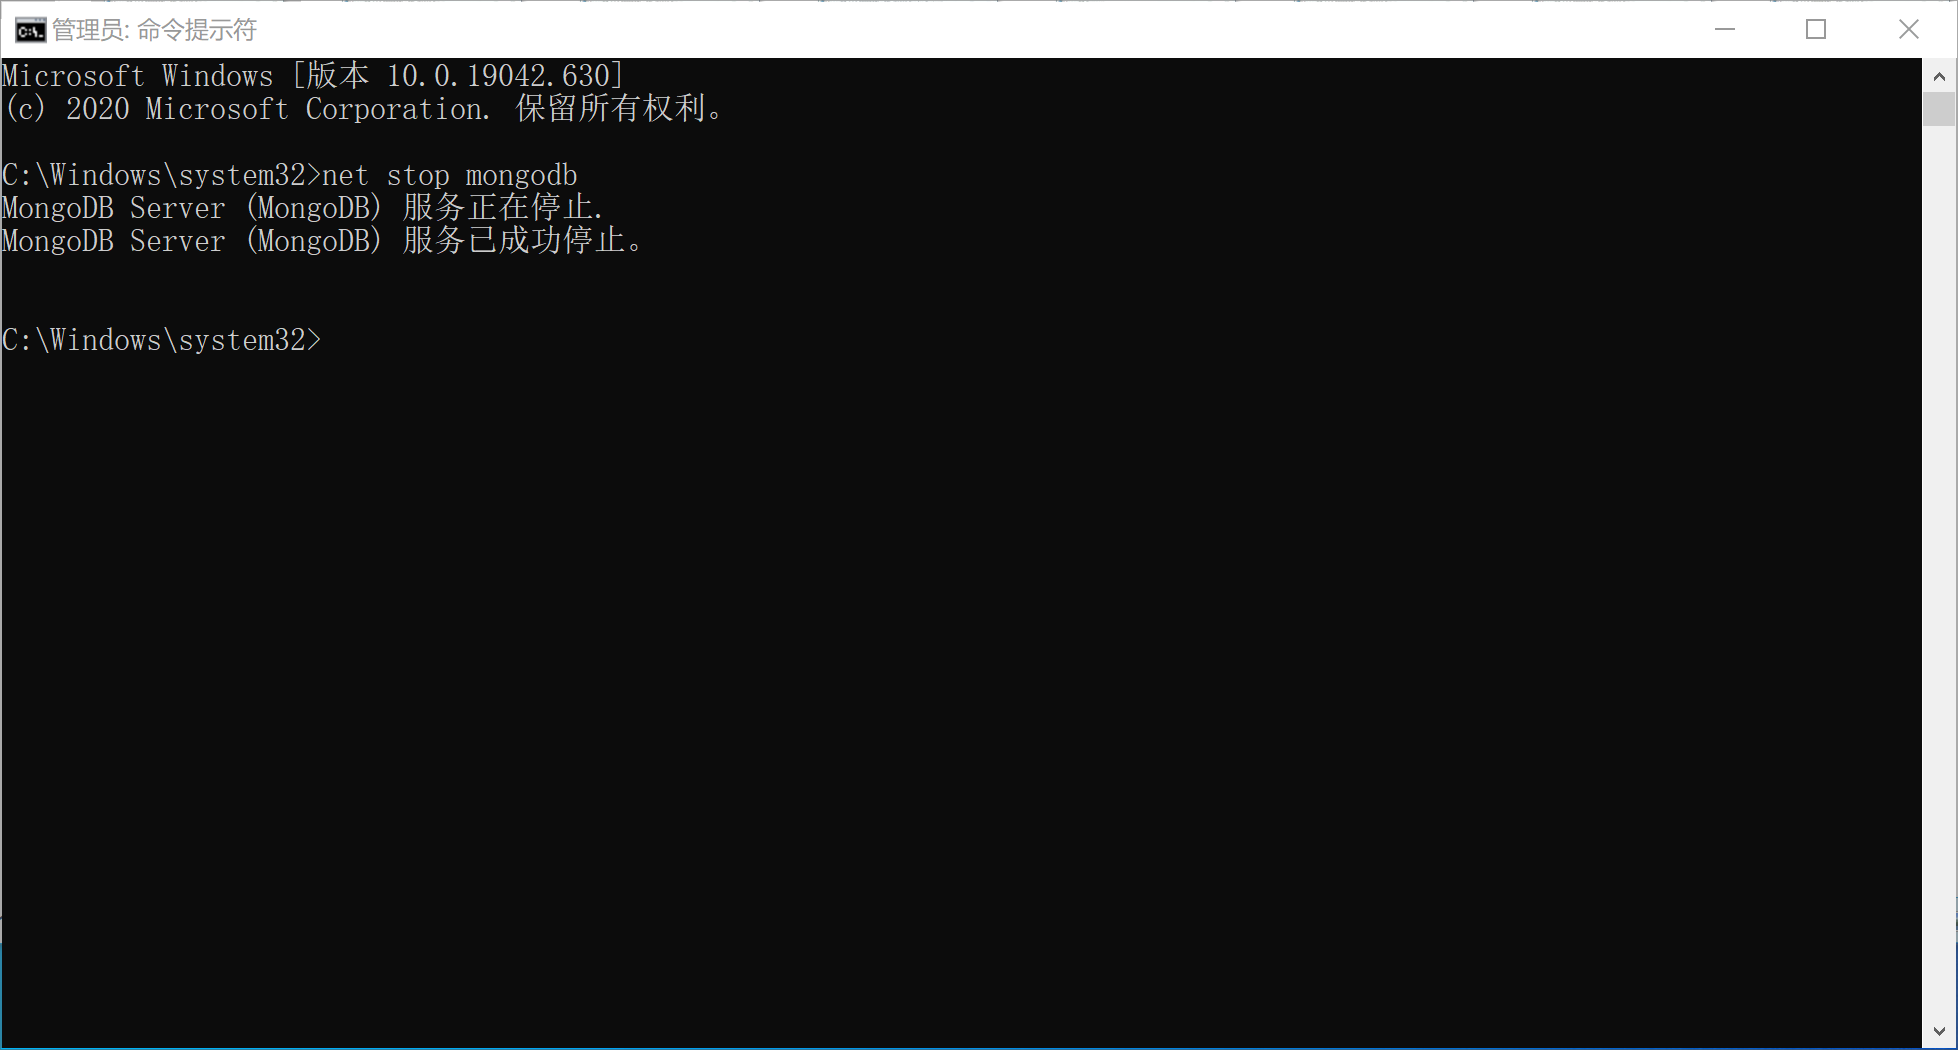 管理员: 命令提示符
Microsoft Windows [版本 10.0.19042.630]
(c) 2020 Microsoft Corporation. 保留所有权利。
C:\Windows\system32>net stop mongodb
MongoDB Server (MongoDB) 服务正在停止.
MongoDB Server (MongoDB) 服务已成功停止。
C:\Windows\system32>